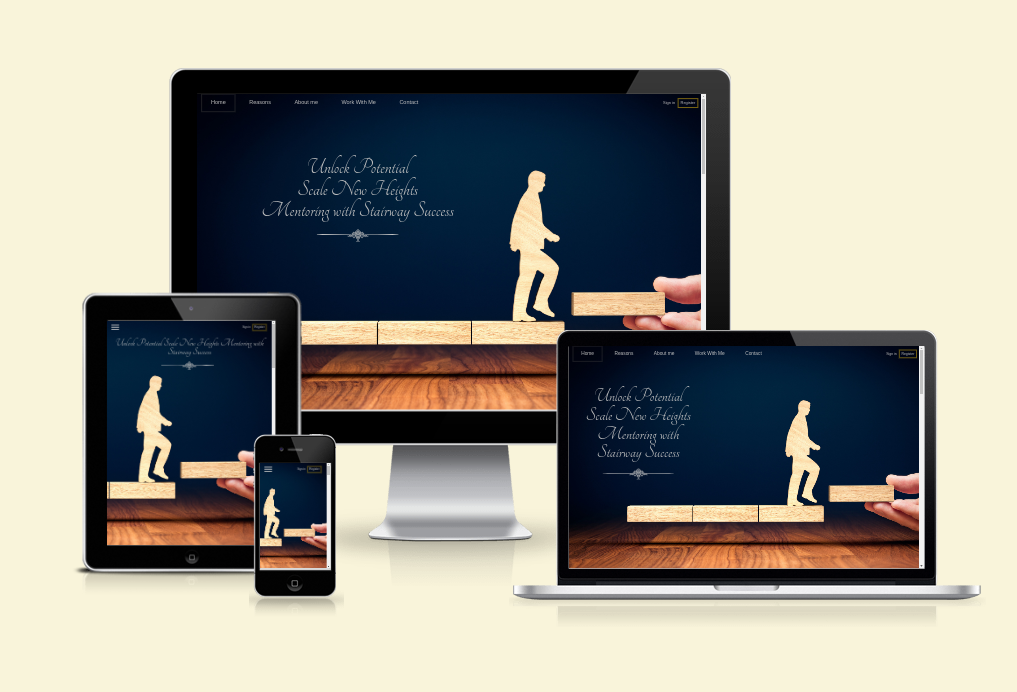 Home Reasons About me Work With Me Contact Sign in Register
Unlock Potential
Scale New Heights
Mentoring with Stairway Success
Sign in Register
Unlock Potential Scale New Heights Mentoring with
Stairway Success
Sign in Register
Home Reasons About me Work With Me Contact Sign in Register
Unlock Potential
Scale New Heights
Mentoring with
Stairway Success